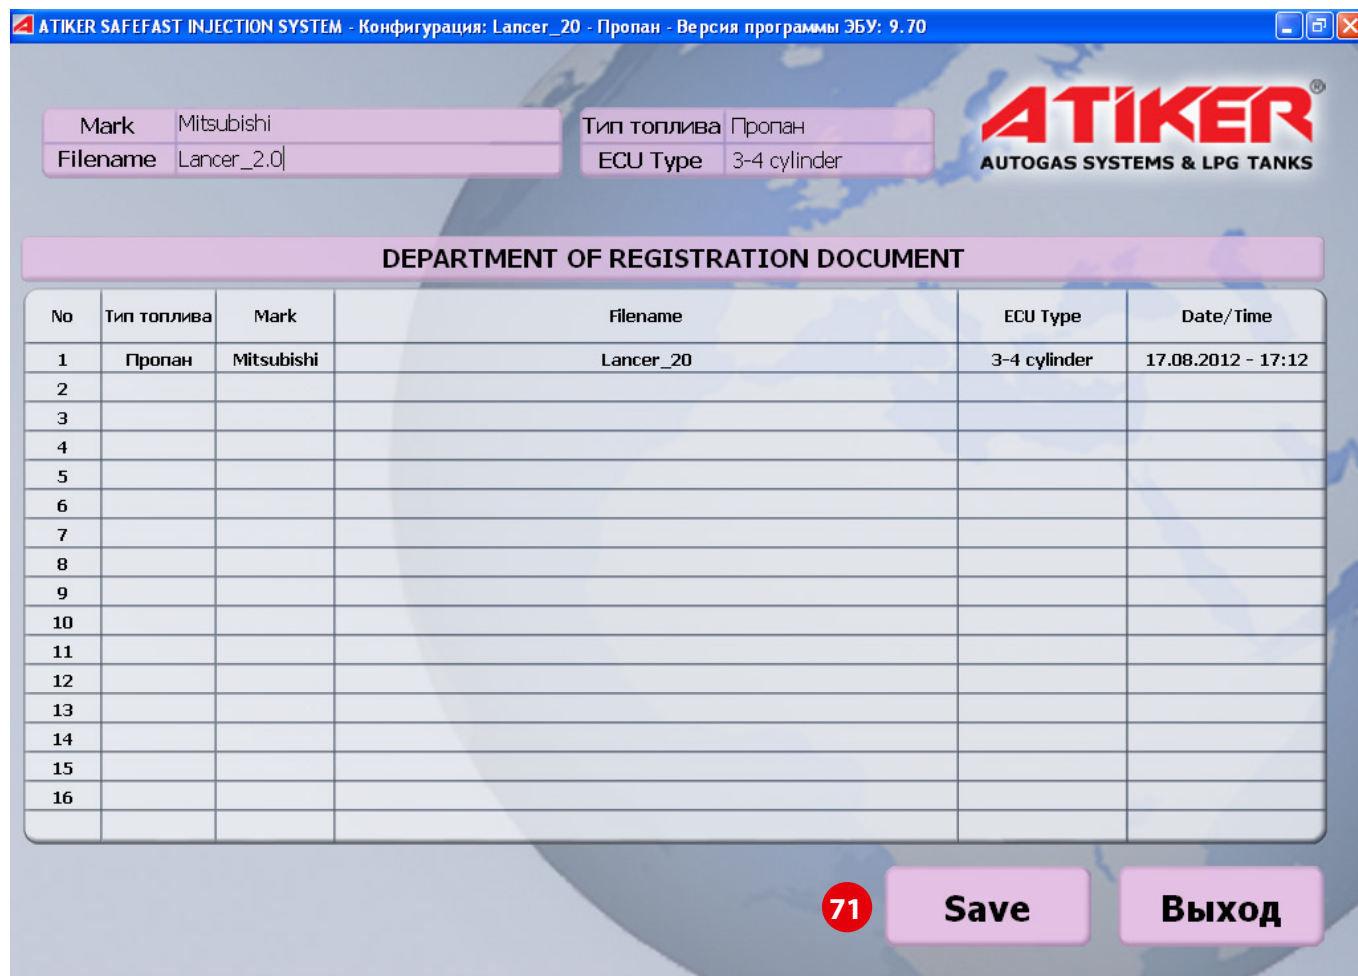 ATIKER SAFEFAST INJECTION SYSTEM - Конфигурация: Lancer_20 - Пропан - Версия программы ЭБУ: 9.70
Mark Mitsubishi
Filename Lancer_2.0
Тип топлива Пропан
ECU Type 3-4 cylinder
ATİKER®
AUTOGAS SYSTEMS & LPG TANKS
DEPARTMENT OF REGISTRATION DOCUMENT
No Тип топлива Mark Filename ECU Type Date/Time
1 Пропан Mitsubishi Lancer_20 3-4 cylinder 17.08.2012 - 17:12
2
3
4
5
6
7
8
9
10
11
12
13
14
15
16
71 Save Выход